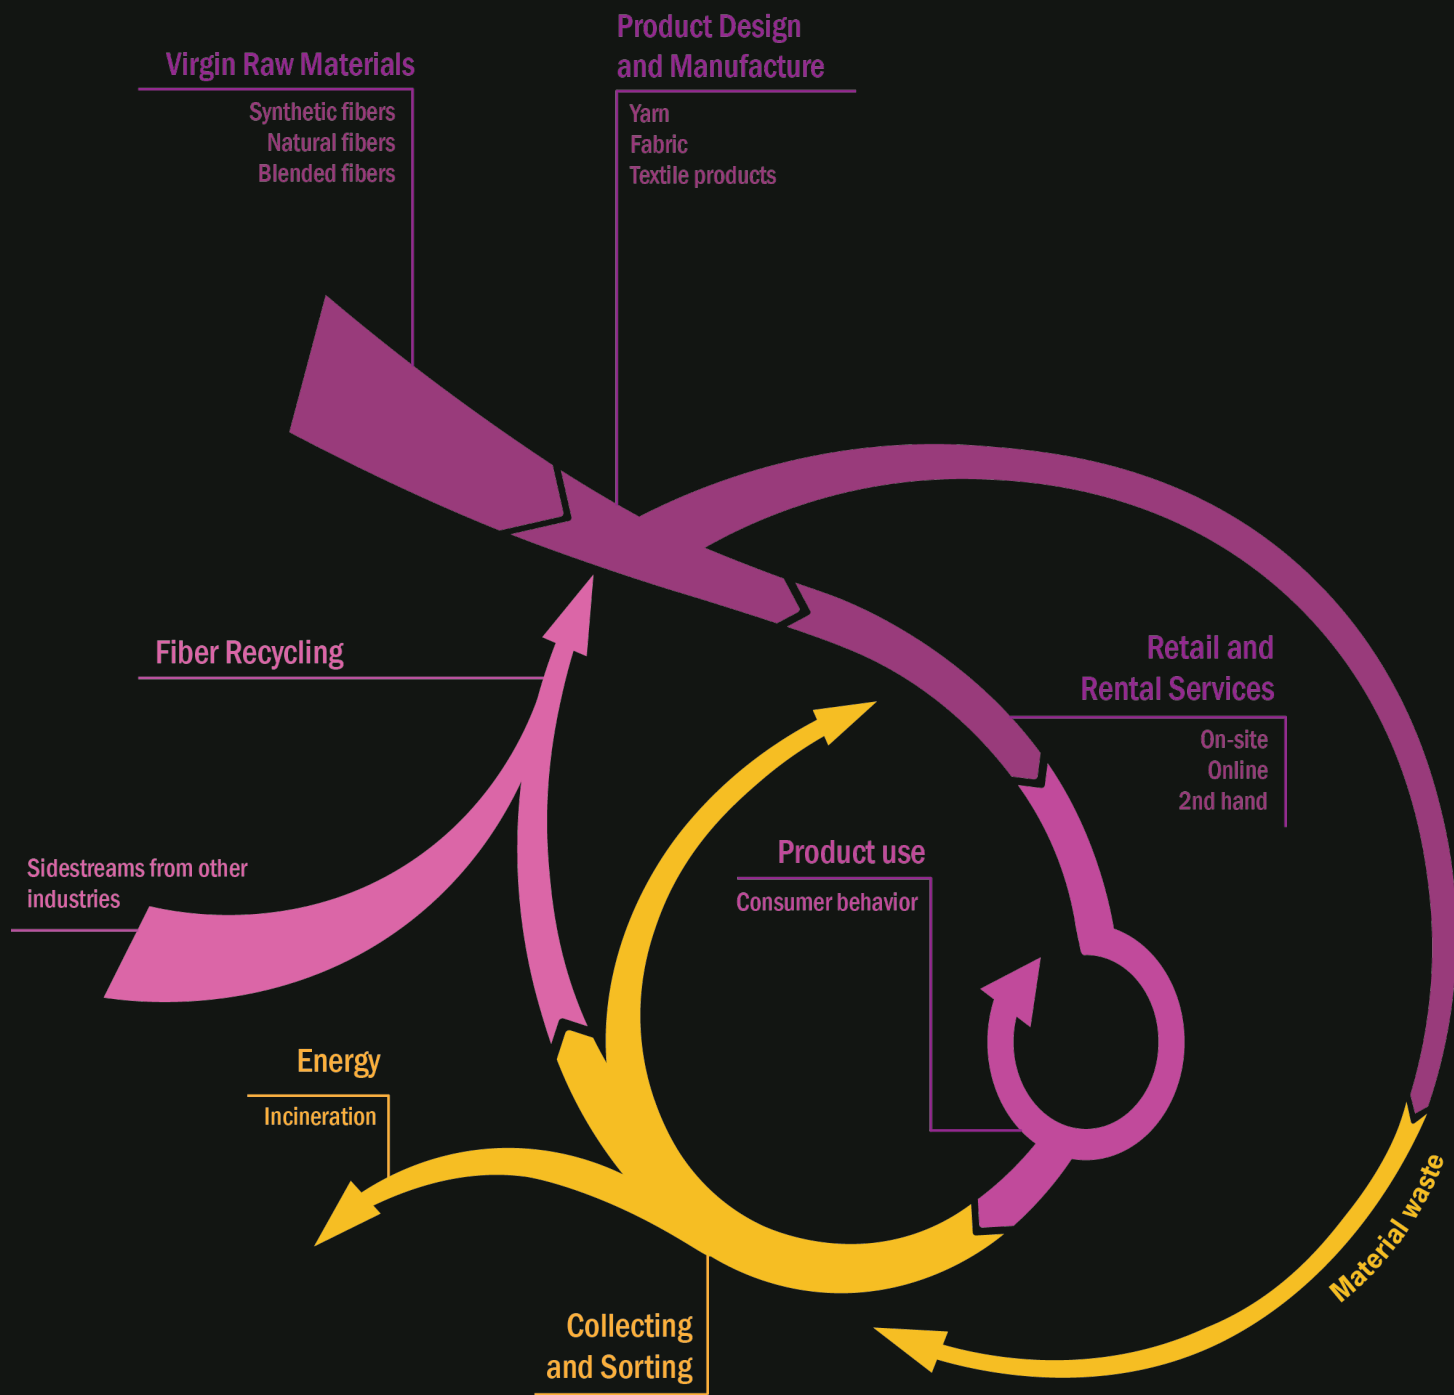 Virgin Raw Materials
Synthetic fibers
Natural fibers
Blended fibers
Product Design
and Manufacture
Yarn
Fabric
Textile products
Fiber Recycling
Retail and
Rental Services
On-site
Online
2nd hand
Product use
Consumer behavior
Sidestreams from other
industries
Energy
Incineration
Material waste
Collecting
and Sorting